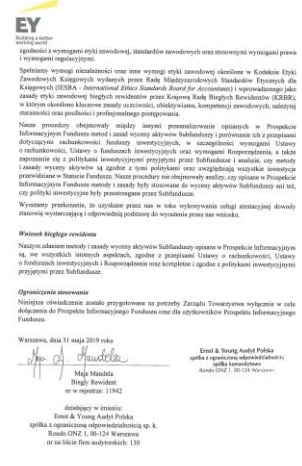 EY
Building a better
working world
zgodności z wymogami etyki zawodowej, standardów zawodowych oraz stosownymi wymogami prawa
i wymogami regulacyjnymi.
Spełniamy wymogi niezależności oraz inne wymogi etyki zawodowej określone w Kodeksie Etyki
Zawodowych Księgowych wydanych przez Radę Międzynarodowych Standardów Etycznych dla
Księgowych (IESBA - International Ethics Standards Board for Accountants) i wprowadzonego jako
zasady etyki zawodowej biegłych rewidentów przez Krajową Radę Biegłych Rewidentów (KRBR),
w którym określono kluczowe zasady uczciwości, obiektywizmu, kompetencji zawodowych, należytej
staranności oraz poufności i profesjonalnego postępowania.
Nasze procedury obejmowały między innymi przeanalizowanie opisanych w Prospekcie
Informacyjnym Funduszu metod i zasad wyceny aktywów Subfunduszy i porównanie ich z przepisami
dotyczącymi rachunkowości funduszy inwestycyjnych, w szczególności wymogami Ustawy
o rachunkowości, Ustawy o Funduszach inwestycyjnych oraz wymogami Rozporządzenia, a także
zapoznanie się z politykami inwestycyjnymi przyjętymi przez Subfundusze i analizie, czy metody
i zasady wyceny aktywów są zgodne z tymi politykami oraz uwzględniają wszystkie inwestycje
przewidziane w Statucie Funduszu. Nasze procedury nie obejmowały analizy, czy opisane w Prospekcie
Informacyjnym Funduszu metody i zasady były stosowane do wyceny aktywów Subfunduszy ani też,
czy polityki inwestycyjne były przestrzegane przez Subfundusze.
Wyrażamy przekonanie, że uzyskane przez nas w toku wykonywania usługi atestacyjnej dowody
stanowią wystarczającą i odpowiednią podstawę do wyrażenia przez nas wniosku.
Wniosek biegłego rewidenta
Naszym zdaniem metody i zasady wyceny aktywów Subfunduszy opisane w Prospekcie Informacyjnym
są, we wszystkich istotnych aspektach, zgodne z przepisami Ustawy o rachunkowości, Ustawy
o funduszach inwestycyjnych i Rozporządzenia oraz kompletne i zgodne z politykami inwestycyjnymi
przyjętymi przez Subfundusze.
Ograniczenie stosowania
Niniejsze oświadczenie zostało przygotowane na potrzeby Zarządu Towarzystwa wyłącznie w celu
dołączenia do Prospektu Informacyjnego Funduszu oraz dla użytkowników Prospektu Informacyjnego
Funduszu.
Warszawa, dnia 31 maja 2019 roku
Maja Mandela
Biegły Rewident
nr w rejestrze: 11942
działający w imieniu:
Ernst & Young Audyt Polska
spółka z ograniczoną odpowiedzialnością sp. k.
Rondo ONZ 1, 00-124 Warszawa
nr na liście firm audytorskich: 130
Ernst & Young Audyt Polska
spółka z ograniczoną odpowiedzialnością
spółka komandytowa
Rondo ONZ 1, 00-124 Warszawa